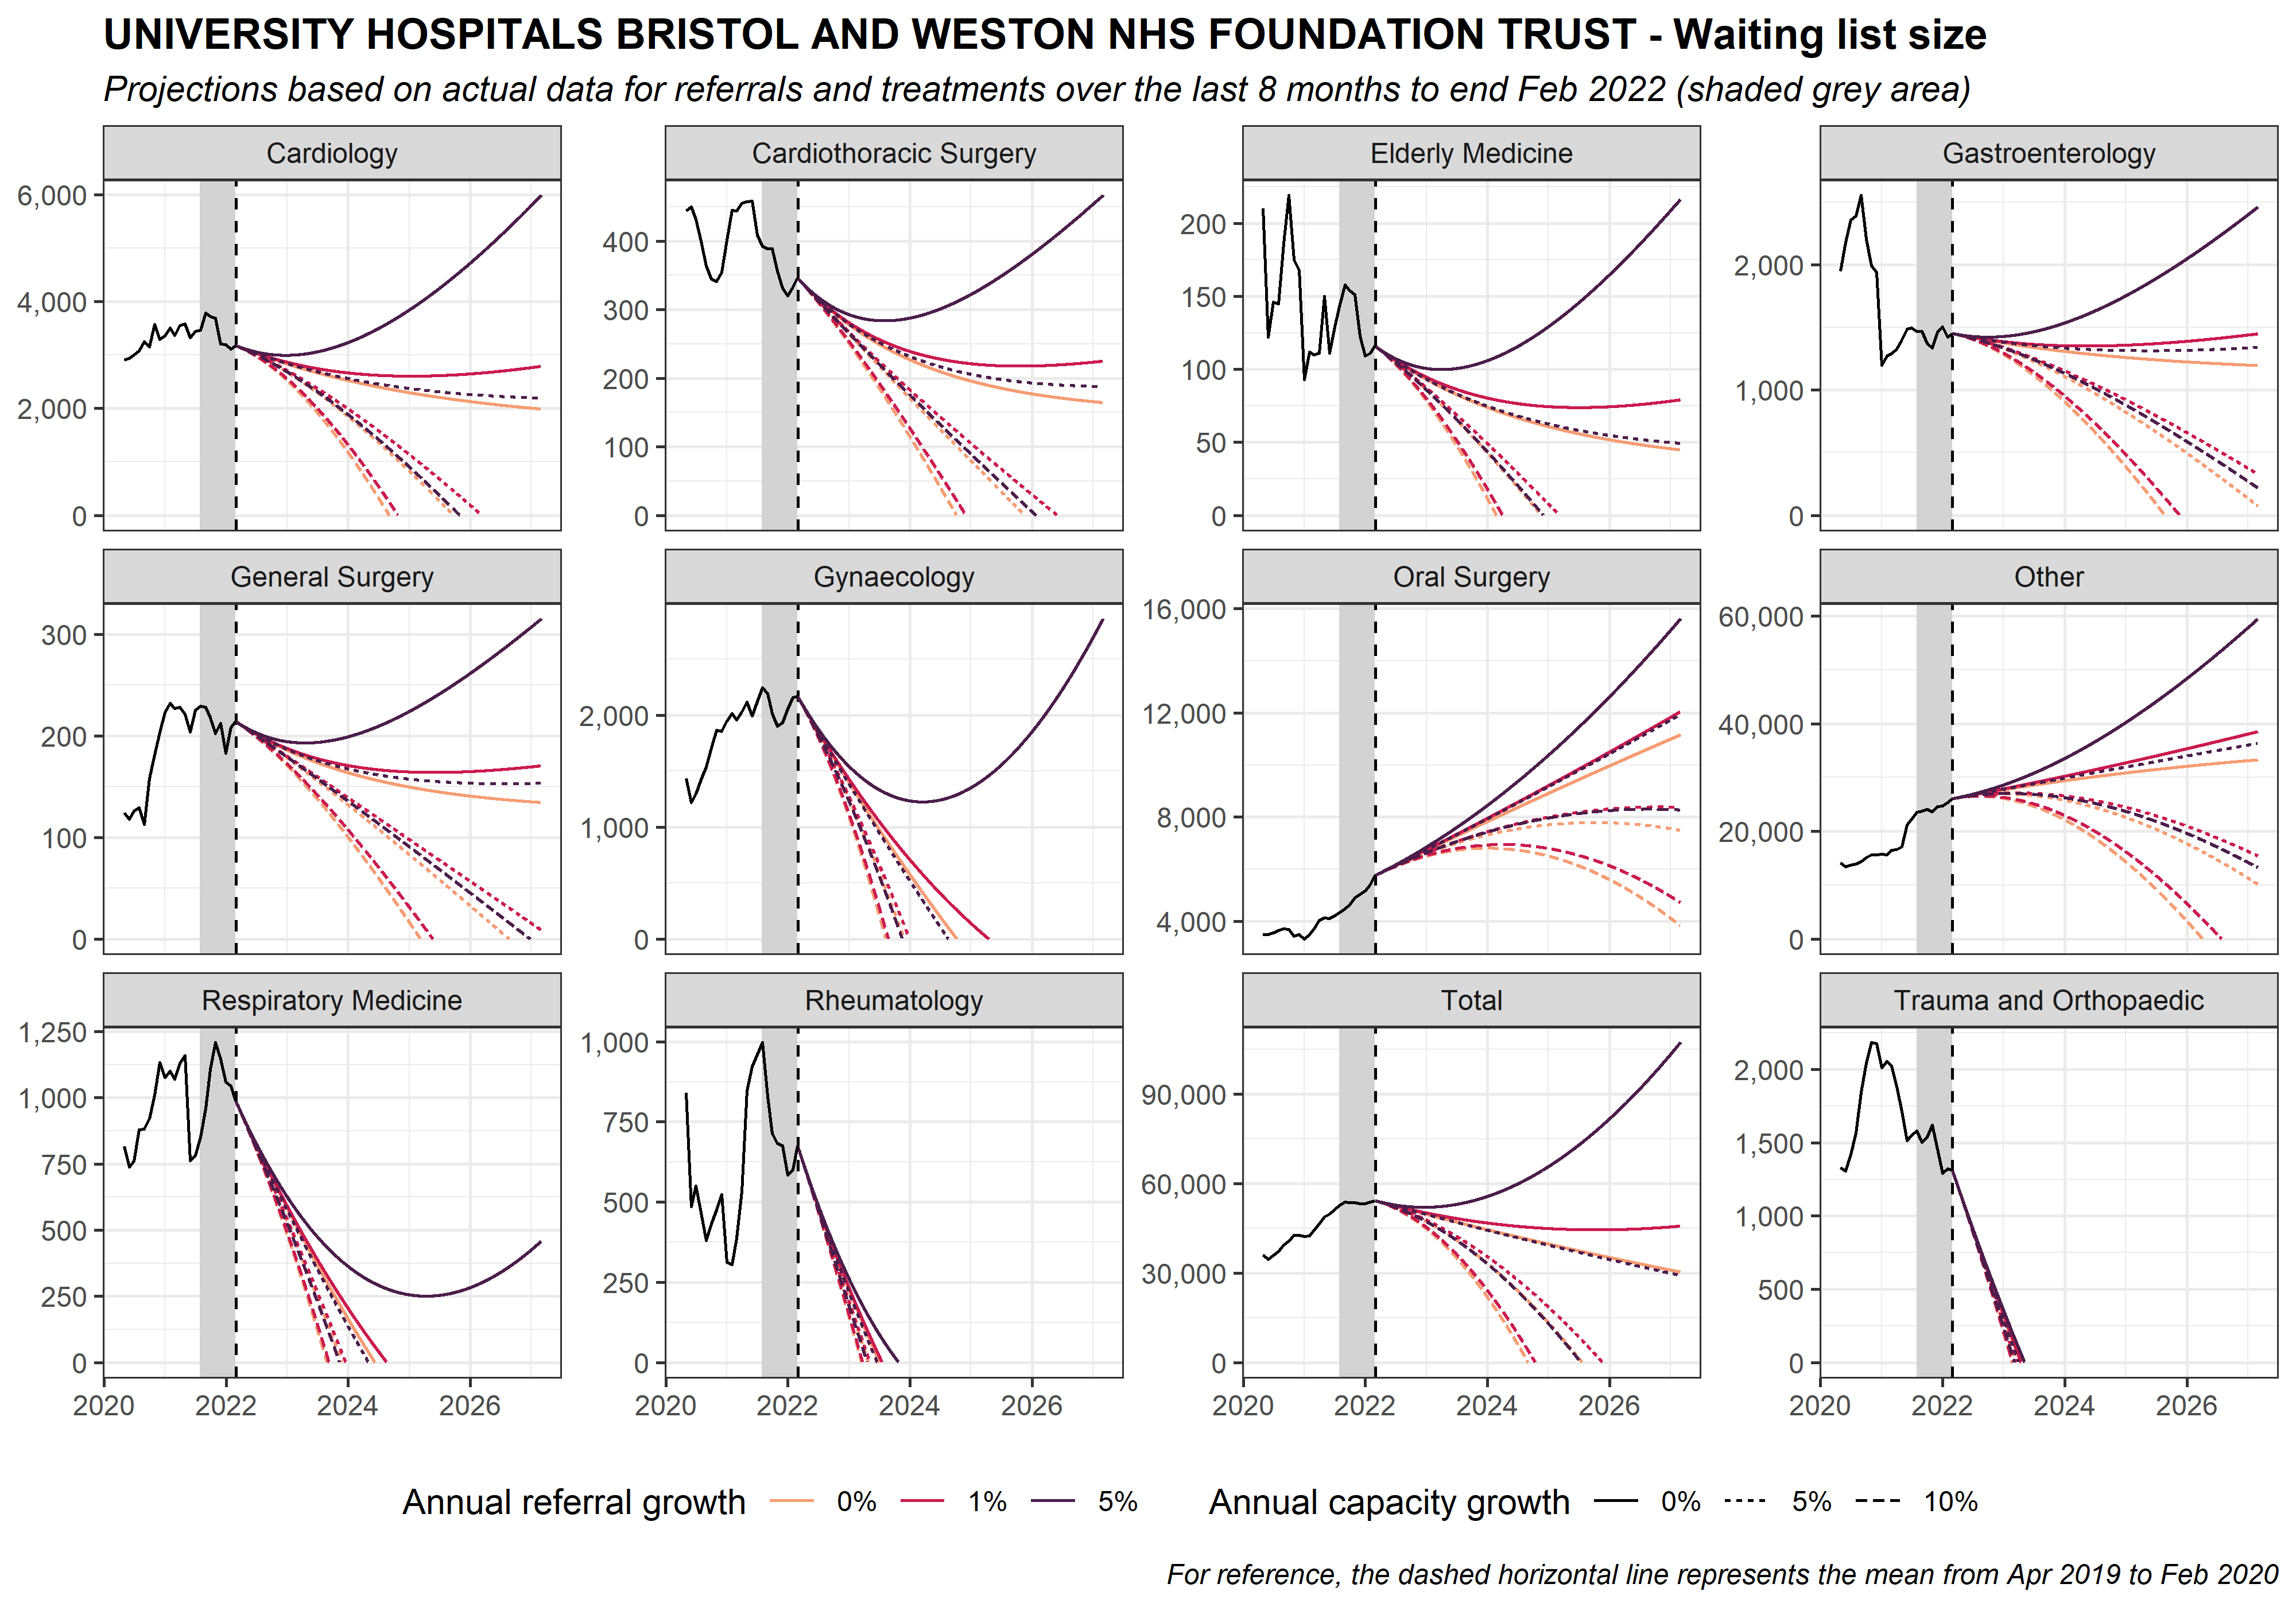 UNIVERSITY HOSPITALS BRISTOL AND WESTON NHS FOUNDATION TRUST - Waiting list size
Projections based on actual data for referrals and treatments over the last 8 months to end Feb 2022 (shaded grey area)
Cardiology
6,000
4,000
2,000
0
Cardiothoracic Surgery
400
300
200
100
0
Elderly Medicine
200
150
100
50
0
Gastroenterology
2,000
1,000
0
General Surgery
300
200
100
0
Gynaecology
2,000
1,000
0
Oral Surgery
16,000
12,000
8,000
4,000
Other
60,000
40,000
20,000
0
Respiratory Medicine
1,250
1,000
750
500
250
0
2020 2022 2024 2026
Rheumatology
1,000
750
500
250
0
2020 2022 2024 2026
Total
90,000
60,000
30,000
0
2020 2022 2024 2026
Trauma and Orthopaedic
2,000
1,500
1,000
500
0
2020 2022 2024 2026
Annual referral growth 0% 1% 5%
Annual capacity growth 0% 5% 10%
For reference, the dashed horizontal line represents the mean from Apr 2019 to Feb 2020